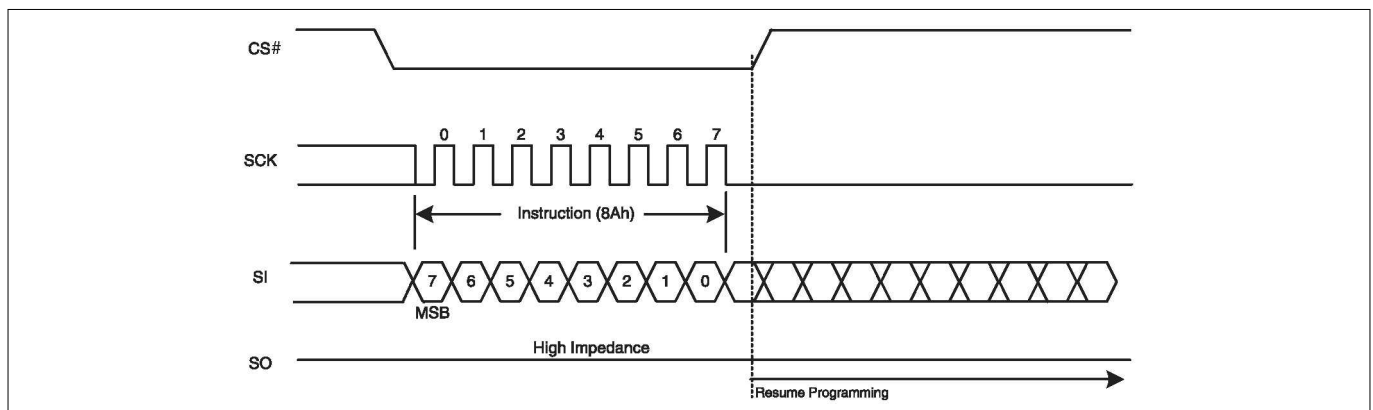 CS#
0 1 2 3 4 5 6 7
SCK
Instruction (8Ah)
SI
7 6 5 4 3 2 1 0
MSB
High Impedance
SO
Resume Programming